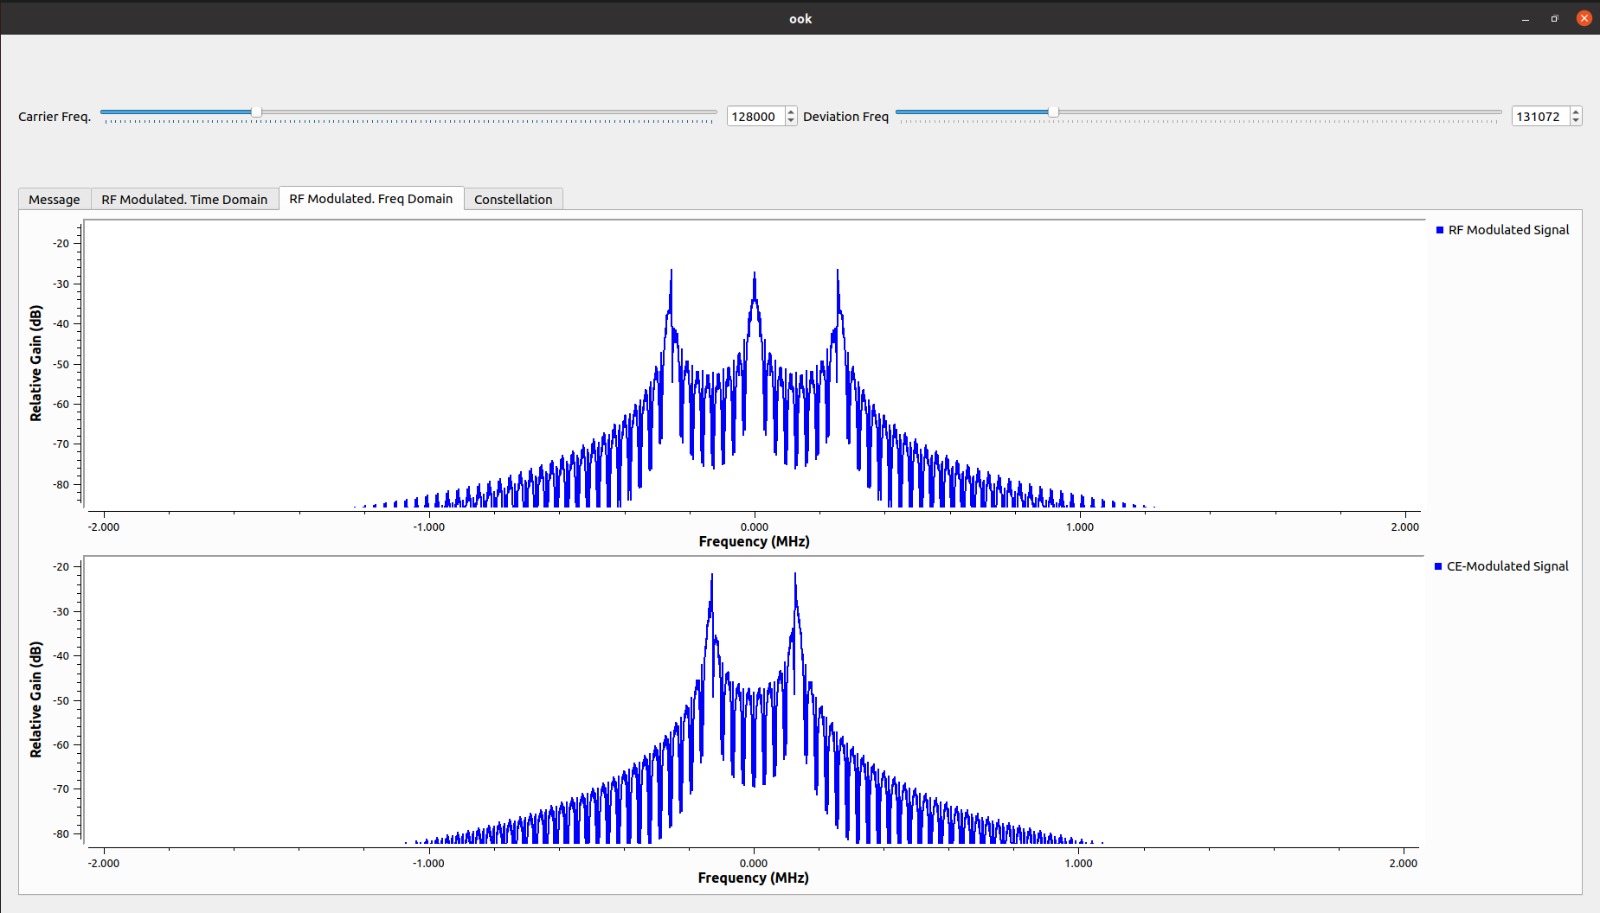 ook
Carrier Freq.
128000
Deviation Freq
131072
Message
RF Modulated. Time Domain
RF Modulated. Freq Domain
Constellation
RF Modulated Signal
Relative Gain (dB)
-20
-30
-40
-50
-60
-70
-80
-2.000
-1.000
0.000
1.000
2.000
Frequency (MHz)
CE-Modulated Signal
Relative Gain (dB)
-20
-30
-40
-50
-60
-70
-80
-2.000
-1.000
0.000
1.000
2.000
Frequency (MHz)